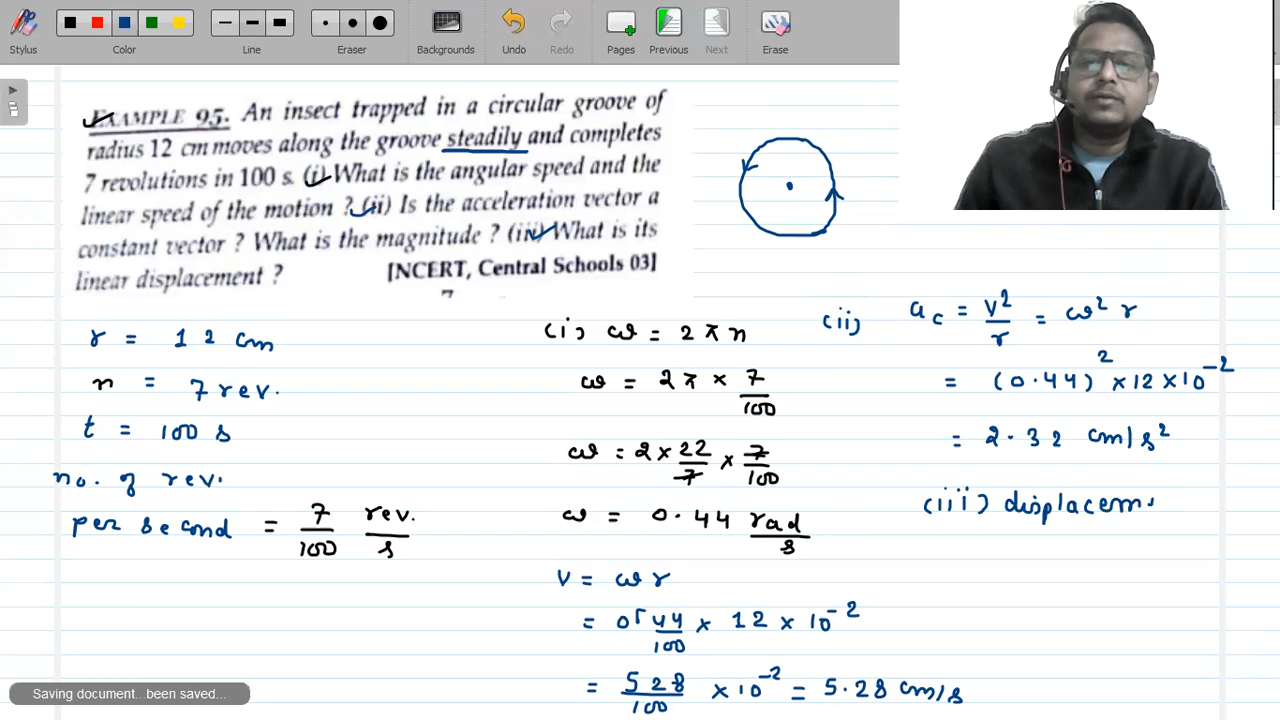 Stylus
Color
Line
Eraser
Backgrounds
Undo
Redo
Pages
Previous
Next
Erase
EXAMPLE 95. An insect trapped in a circular groove of
radius 12 cm moves along the groove steadily and completes
7 revolutions in 100 s. (i) What is the angular speed and the
linear speed of the motion ? (ii) Is the acceleration vector a
constant vector ? What is the magnitude ? (iii) What is its
linear displacement ?
[NCERT, Central Schools 03]
r = 12 cm
n = 7 rev.
t = 100 s
no. of rev.
per second = 7/100 rev./s
(i) ω = 2πn
ω = 2π × 7/100
ω = 2 × 22/7 × 7/100
ω = 0.44 rad/s
v = ωr
= 0.44/100 × 12 × 10⁻²
= 528/100 × 10⁻² = 5.28 cm/s
(ii) a_c = v²/r = ω² r
= (0.44)² × 12 × 10⁻²
= 2.32 cm/s²
(iii) displacem
Saving document...been saved...